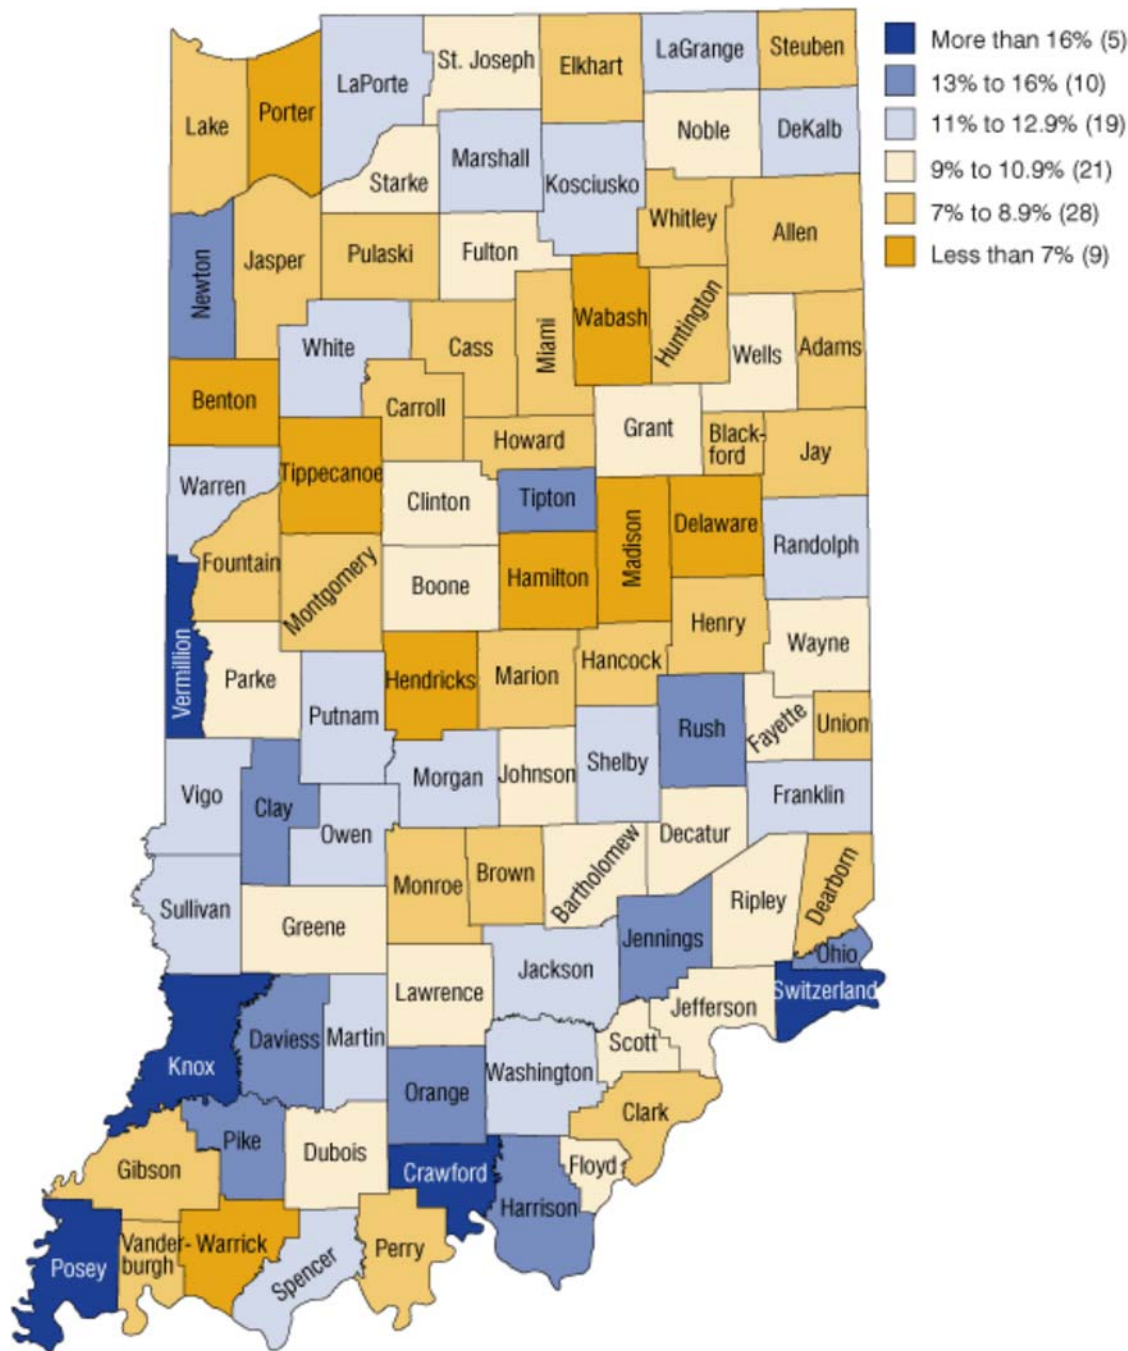 More than 16% (5)
13% to 16% (10)
11% to 12.9% (19)
9% to 10.9% (21)
7% to 8.9% (28)
Less than 7% (9)
LaPorte
St. Joseph
Elkhart
LaGrange
Steuben
Lake
Porter
Noble
DeKalb
Starke
Marshall
Kosciusko
Whitley
Allen
Newton
Jasper
Pulaski
Fulton
White
Cass
Miami
Wabash
Huntington
Wells
Adams
Benton
Carroll
Howard
Grant
Black-
ford
Jay
Warren
Tippecanoe
Clinton
Tipton
Madison
Delaware
Randolph
Fountain
Montgomery
Boone
Hamilton
Henry
Wayne
Vermillion
Parke
Putnam
Hendricks
Marion
Hancock
Rush
Fayette
Union
Vigo
Clay
Owen
Morgan
Johnson
Shelby
Franklin
Decatur
Sullivan
Greene
Monroe
Brown
Bartholomew
Jennings
Ripley
Dearborn
Ohio
Switzerland
Knox
Daviess
Martin
Lawrence
Jackson
Jefferson
Scott
Orange
Washington
Clark
Gibson
Pike
Dubois
Crawford
Floyd
Harrison
Posey
Vander-
burgh
Warrick
Spencer
Perry